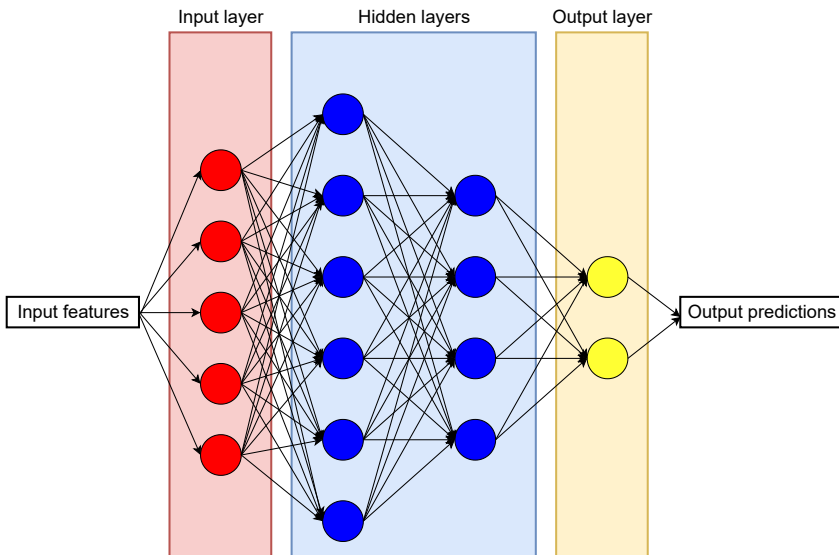 Input layer
Hidden layers
Output layer
Input features
Output predictions